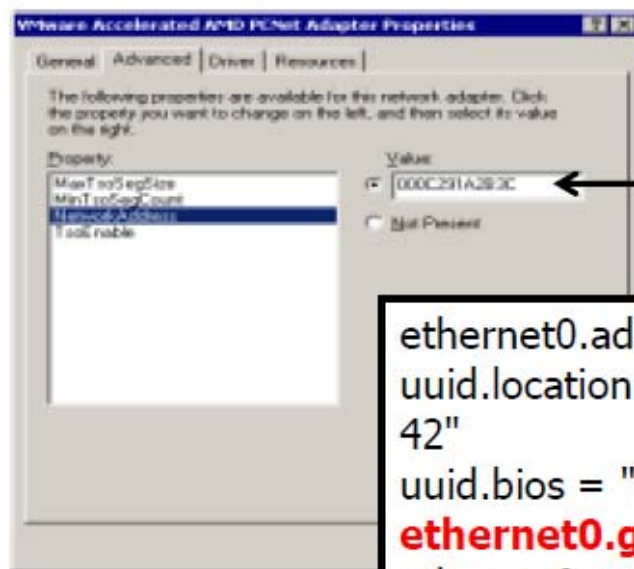 VMware Accelerated AMD PCNet Adapter Properties
General Advanced Driver Resources
The following properties are available for this network adapter. Click
the property you want to change on the left, and then select its value
on the right.
Property:
Value:
MaxTsoSegSize
MinTsoSegCount
NetworkAddress
TsoEnable
000C291A2B3C
Not Present
ethernet0.ad
uuid.location
42"
uuid.bios = "
ethernet0.g